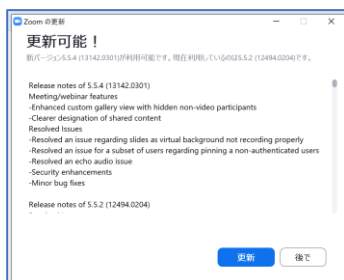 Zoom の更新
更新可能！
新バージョン5.5.4 (13142.0301)が利用可能です。現在利用しているのは5.5.2 (12494.0204)です。
Release notes of 5.5.4 (13142.0301)
Meeting/webinar features
-Enhanced custom gallery view with hidden non-video participants
-Clearer designation of shared content
Resolved Issues
-Resolved an issue regarding slides as virtual background not recording properly
-Resolved an issue for a subset of users regarding pinning a non-authenticated users
-Resolved an echo audio issue
-Security enhancements
-Minor bug fixes
Release notes of 5.5.2 (12494.0204)
更新
後で